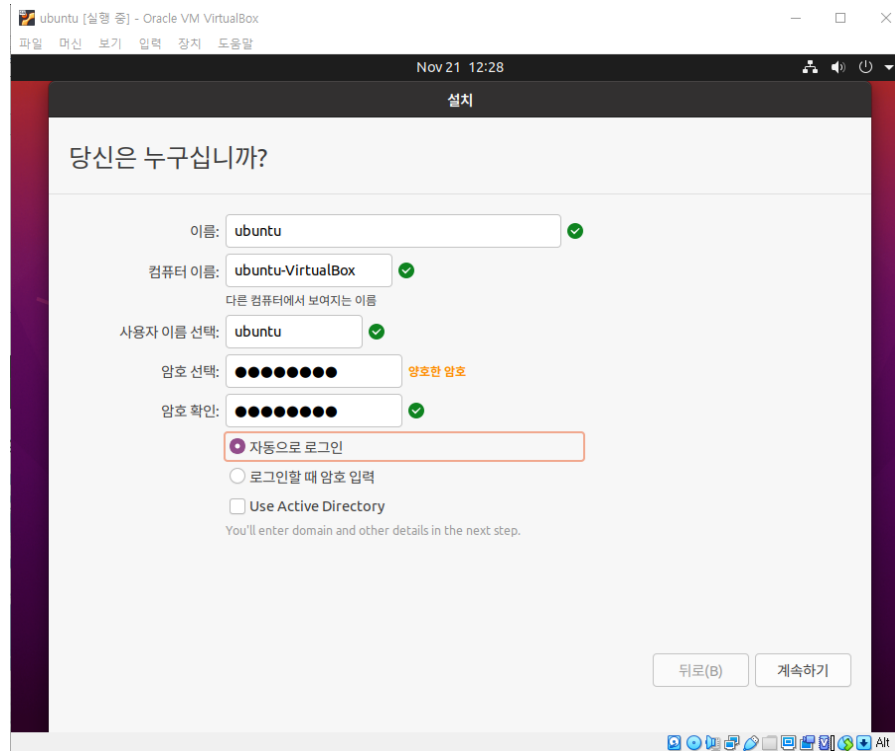 ubuntu [실행 중] - Oracle VM VirtualBox
파일 머신 보기 입력 장치 도움말
Nov 21 12:28
설치
당신은 누구십니까?
이름: ubuntu
컴퓨터 이름: ubuntu-VirtualBox
다른 컴퓨터에서 보여지는 이름
사용자 이름 선택: ubuntu
암호 선택: ●●●●●●●● 양호한 암호
암호 확인: ●●●●●●●●
자동으로 로그인
로그인할 때 암호 입력
Use Active Directory
You'll enter domain and other details in the next step.
뒤로(B) 계속하기
Alt